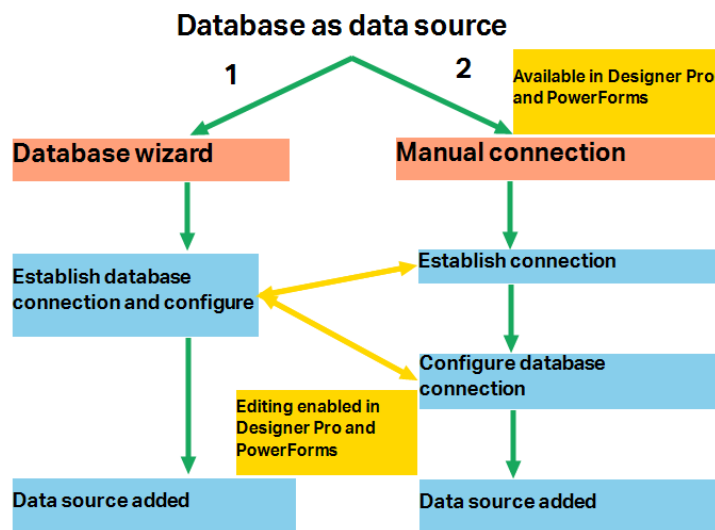 Database as data source
1
2
Available in Designer Pro
and PowerForms
Database wizard
Manual connection
Establish database
connection and configure
Establish connection
Configure database
connection
Editing enabled in
Designer Pro and
PowerForms
Data source added
Data source added